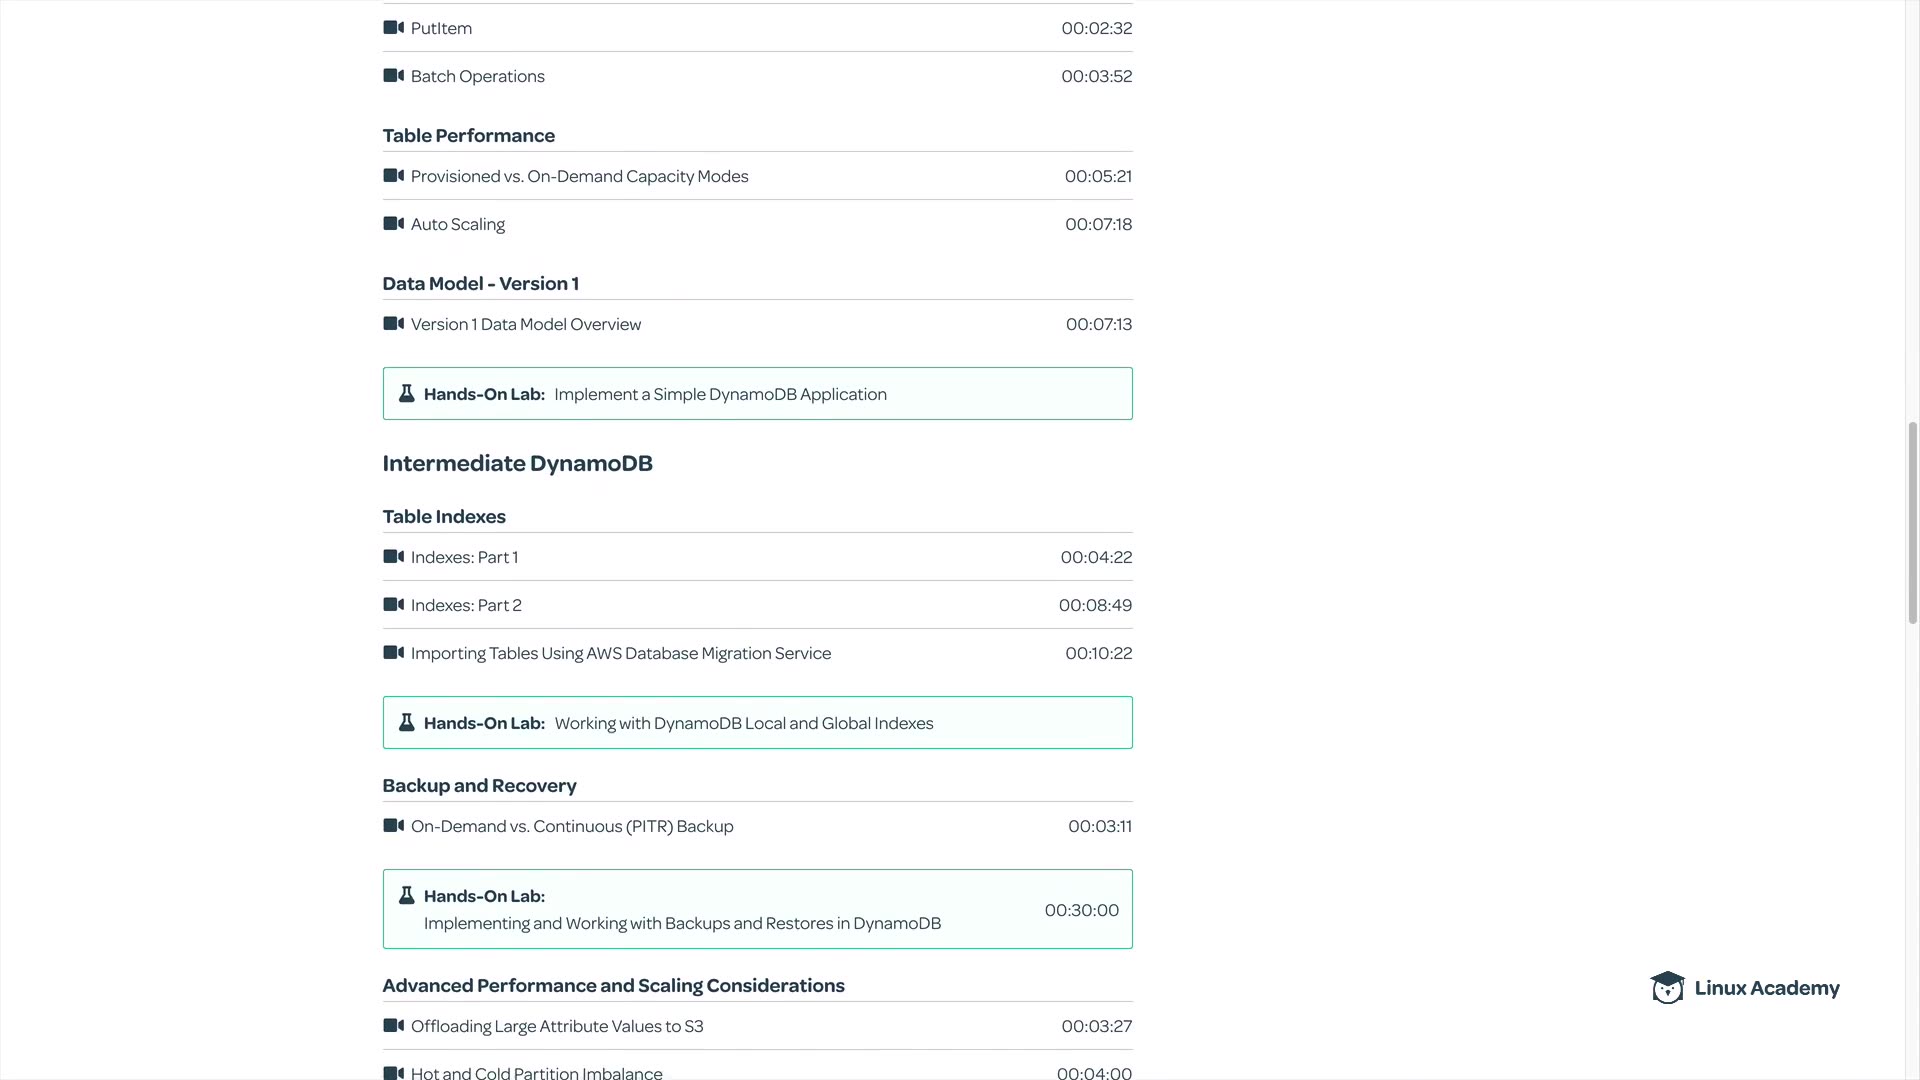 PutItem 00:02:32
Batch Operations 00:03:52
Table Performance
Provisioned vs. On-Demand Capacity Modes 00:05:21
Auto Scaling 00:07:18
Data Model - Version 1
Version 1 Data Model Overview 00:07:13
Hands-On Lab: Implement a Simple DynamoDB Application
Intermediate DynamoDB
Table Indexes
Indexes: Part 1 00:04:22
Indexes: Part 2 00:08:49
Importing Tables Using AWS Database Migration Service 00:10:22
Hands-On Lab: Working with DynamoDB Local and Global Indexes
Backup and Recovery
On-Demand vs. Continuous (PITR) Backup 00:03:11
Hands-On Lab:
Implementing and Working with Backups and Restores in DynamoDB 00:30:00
Advanced Performance and Scaling Considerations
Linux Academy
Offloading Large Attribute Values to S3 00:03:27
Hot and Cold Partition Imbalance 00:04:00